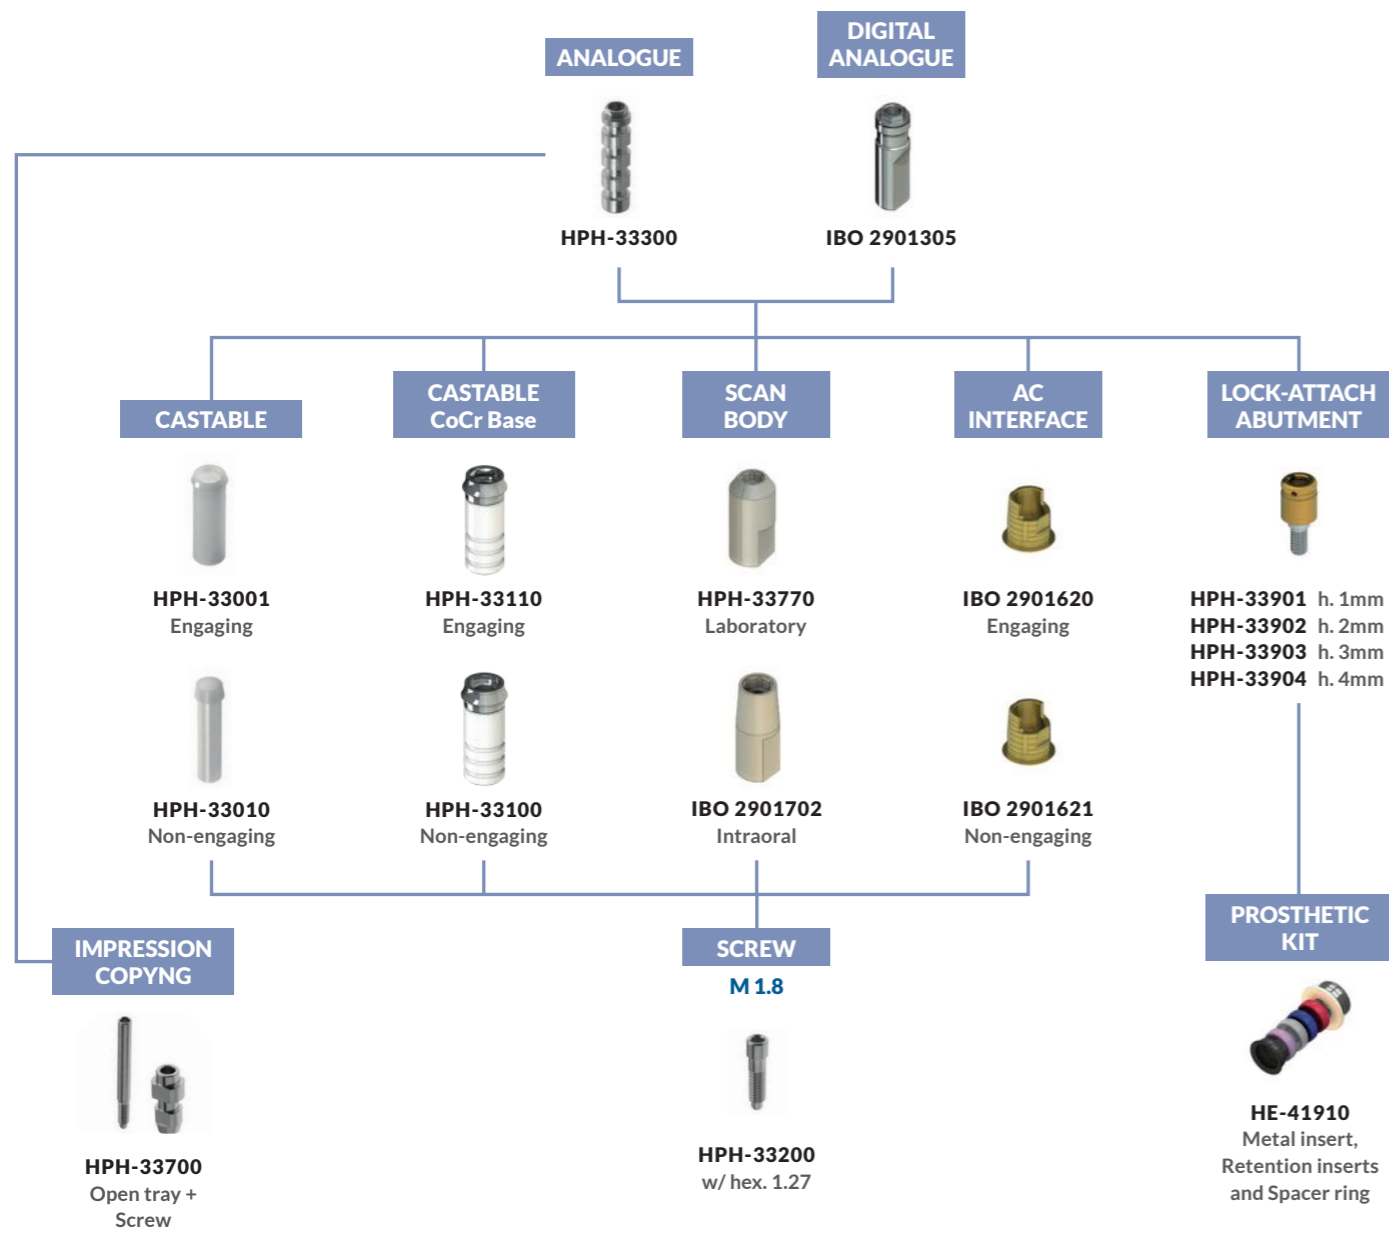 ANALOGUE
DIGITAL
ANALOGUE
HPH-33300
IBO 2901305
CASTABLE
CASTABLE
CoCr Base
SCAN
BODY
AC
INTERFACE
LOCK-ATTACH
ABUTMENT
HPH-33001
Engaging
HPH-33110
Engaging
HPH-33770
Laboratory
IBO 2901620
Engaging
HPH-33901 h. 1mm
HPH-33902 h. 2mm
HPH-33903 h. 3mm
HPH-33904 h. 4mm
HPH-33010
Non-engaging
HPH-33100
Non-engaging
IBO 2901702
Intraoral
IBO 2901621
Non-engaging
IMPRESSION
COPYNG
HPH-33700
Open tray +
Screw
SCREW
M 1.8
HPH-33200
w/ hex. 1.27
PROSTHETIC
KIT
HE-41910
Metal insert,
Retention inserts
and Spacer ring